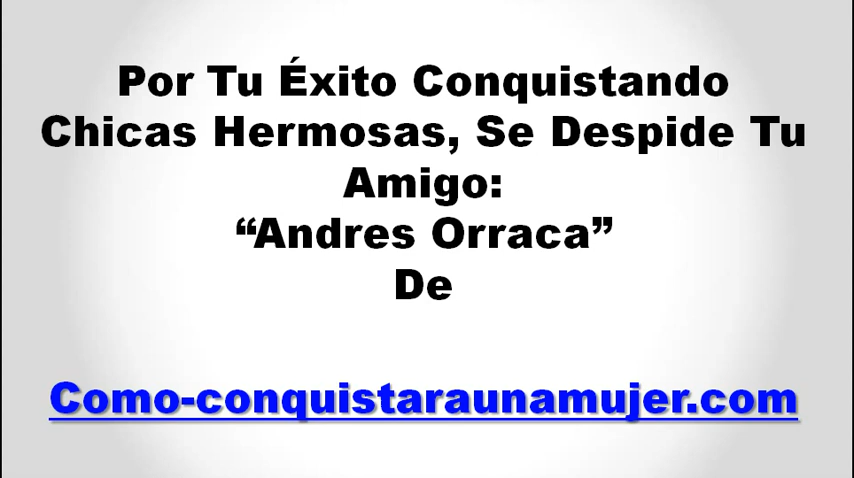 Por Tu Éxito Conquistando
Chicas Hermosas, Se Despide Tu
Amigo:
“Andres Orraca”
De
Como-conquistaraunamujer.com